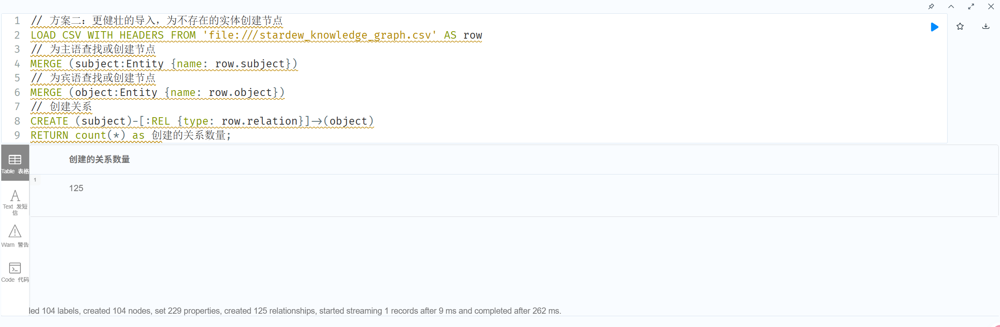 1 // 方案二：更健壮的导入，为不存在的实体创建节点
2 LOAD CSV WITH HEADERS FROM 'file:///stardew_knowledge_graph.csv' AS row
3 // 为主语查找或创建节点
4 MERGE (subject:Entity {name: row.subject})
5 // 为宾语查找或创建节点
6 MERGE (object:Entity {name: row.object})
7 // 创建关系
8 CREATE (subject)-[:REL {type: row.relation}]->(object)
9 RETURN count(*) as 创建的关系数量;
创建的关系数量
Table 表格
1
125
Text 发短
信
Warn 警告
Code 代码
led 104 labels, created 104 nodes, set 229 properties, created 125 relationships, started streaming 1 records after 9 ms and completed after 262 ms.